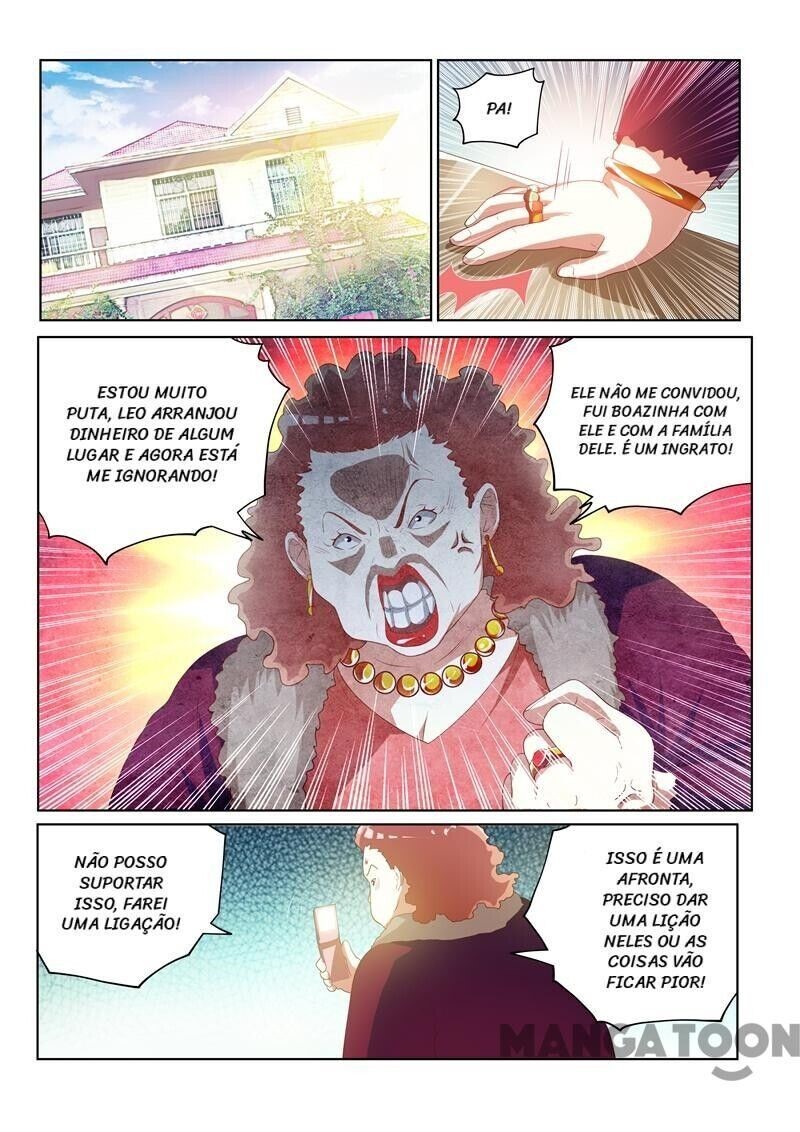 PA!
ESTOU MUITO
PUTA, LEO ARRANJOU
DINHEIRO DE ALGUM
LUGAR E AGORA ESTÁ
ME IGNORANDO!
ELE NÃO ME CONVIDOU,
FUI BOAZINHA COM
ELE E COM A FAMÍLIA
DELE. É UM INGRATO!
NÃO POSSO
SUPORTAR
ISSO, FAREI
UMA LIGAÇÃO!
ISSO É UMA
AFRONTA,
PRECISO DAR
UMA LIÇÃO
NELES OU AS
COISAS VÃO
FICAR PIOR!
MANGATOON